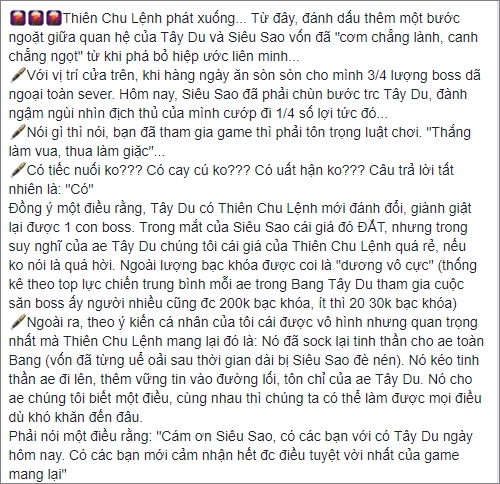 Thiên Chu Lệnh phát xuống... Từ đây, đánh dấu thêm một bước
ngoặt giữa quan hệ của Tây Du và Siêu Sao vốn đã "cơm chẳng lành, canh
chẳng ngọt" từ khi phá bỏ hiệp ước liên minh...
Với vị trí cửa trên, khi hàng ngày ăn sòn sòn cho mình 3/4 lượng boss dã
ngoại toàn sever. Hôm nay, Siêu Sao đã phải chùn bước trc Tây Du, đành
ngậm ngùi nhìn địch thủ của mình cướp đi 1/4 số lợi tức đó...
Nói gì thì nói, bạn đã tham gia game thì phải tôn trọng luật chơi. "Thắng
làm vua, thua làm giặc"...
Có tiếc nuối ko??? Có cay cú ko??? Có uất hận ko??? Câu trả lời tất
nhiên là: "Có"
Đồng ý một điều rằng, Tây Du có Thiên Chu Lệnh mới đánh đổi, giành giật
lại được 1 con boss. Trong mắt của Siêu Sao cái giá đó ĐẮT, nhưng trong
suy nghĩ của ae Tây Du chúng tôi cái giá của Thiên Chu Lệnh quá rẻ, nếu
ko nói là quá hời. Ngoài lượng bạc khóa được coi là "dương vô cực" (thống
kê theo top lực chiến trung bình mỗi ae trong Bang Tây Du tham gia cuộc
săn boss ấy người nhiều cũng đc 200k bạc khóa, ít thì 20 30k bạc khóa)
Ngoài ra, theo ý kiến cá nhân của tôi cái được vô hình nhưng quan trọng
nhất mà Thiên Chu Lệnh mang lại đó là: Nó đã sock lại tinh thần cho ae toàn
Bang (vốn đã từng uể oải sau thời gian dài bị Siêu Sao đè nén). Nó kéo tinh
thần ae đi lên, thêm vững tin vào đường lối, tôn chỉ của ae Tây Du. Nó cho
ae chúng tôi biết một điều, cùng nhau thì chúng ta có thể làm được mọi điều
dù khó khăn đến đâu.
Phải nói một điều rằng: "Cám ơn Siêu Sao, có các bạn với có Tây Du ngày
hôm nay. Có các bạn mới cảm nhận hết đc điều tuyệt vời nhất của game
mang lại"